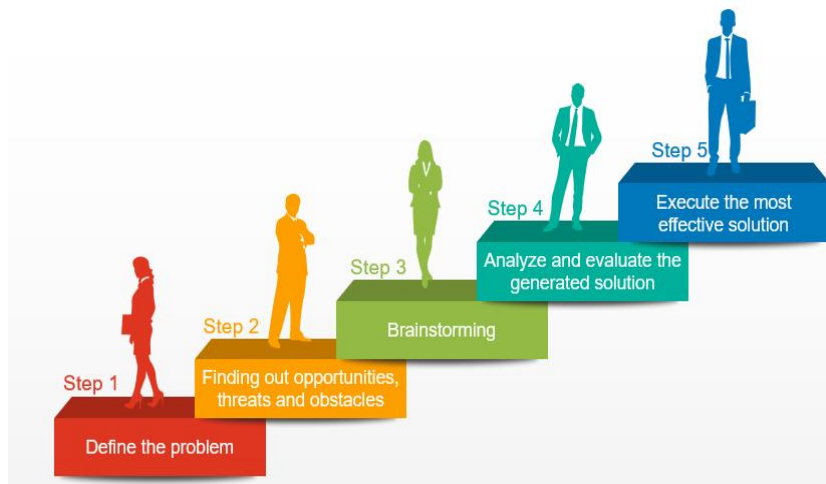 Step 1
Define the problem
Step 2
Finding out opportunities,
threats and obstacles
Step 3
Brainstorming
Step 4
Analyze and evaluate the
generated solution
Step 5
Execute the most
effective solution